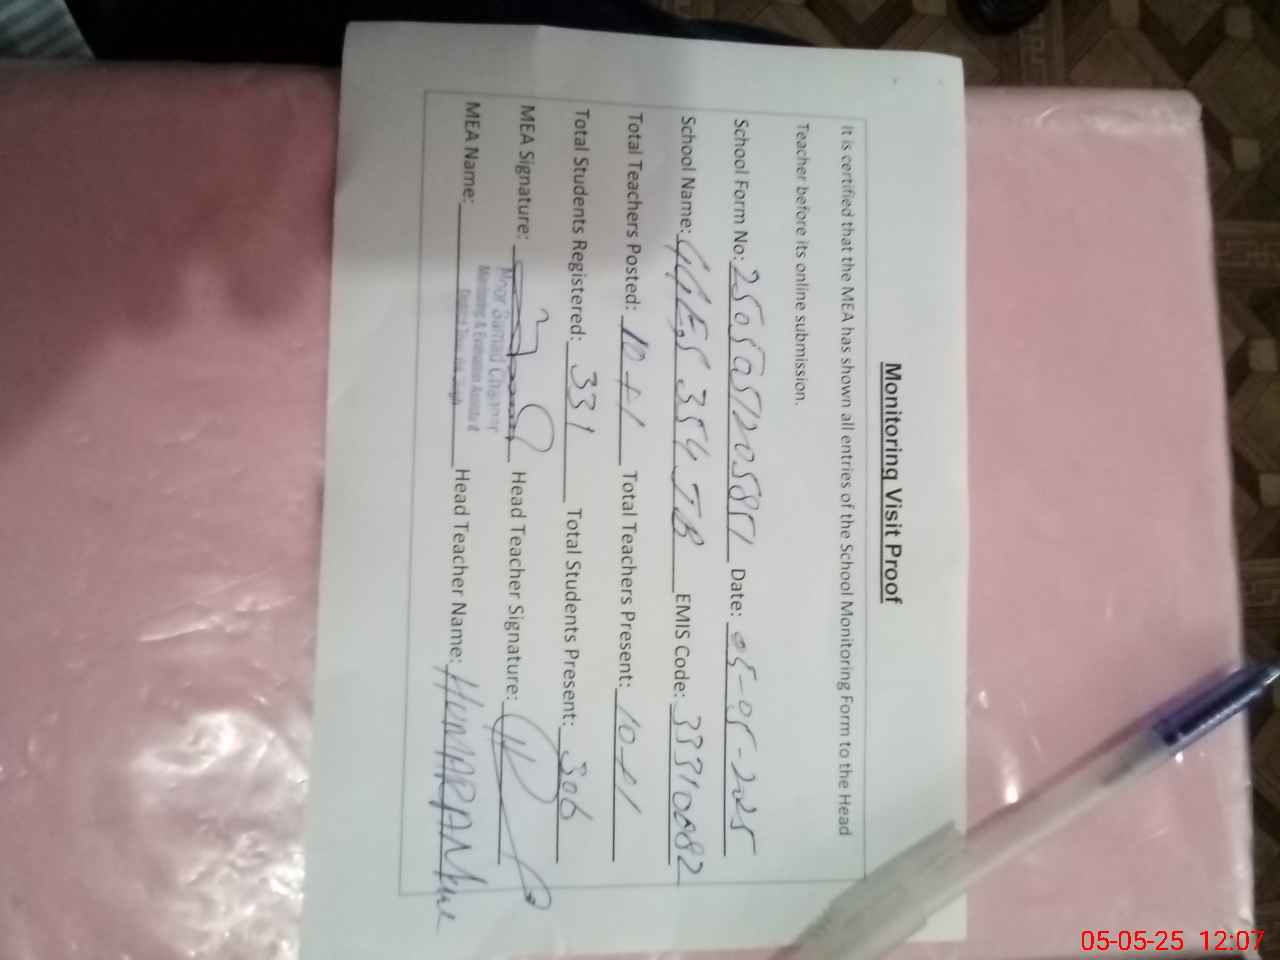 Monitoring Visit Proof
It is certified that the MEA has shown all entries of the School Monitoring Form to the Head
Teacher before its online submission.
School Form No: Date: 05-05-2025
School Name: GGES 354 JB EMIS Code: 33310082
Total Teachers Posted: 10+1 Total Teachers Present: 10+1
Total Students Registered: 331 Total Students Present: 306
MEA Signature: Head Teacher Signature:
MEA Name: Head Teacher Name:
Monitoring & Evaluation Assistant
05-05-25 12:07